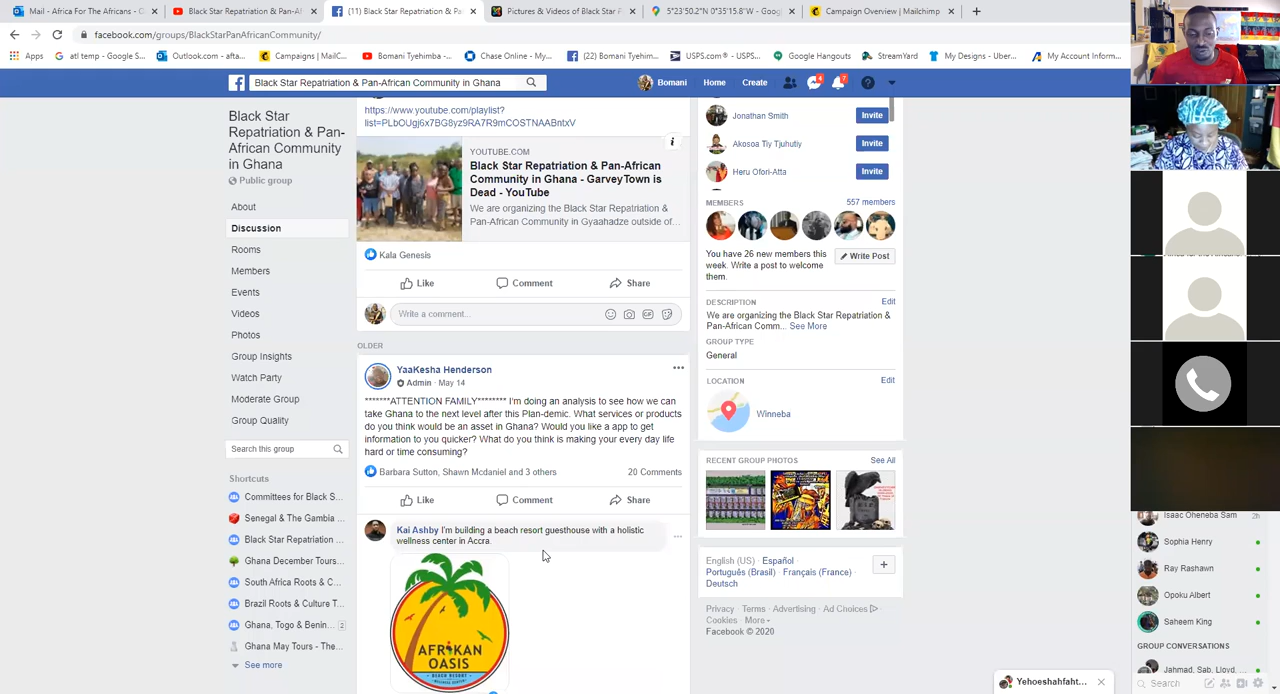 Mail - Africa For The Africans - O
Black Star Repatriation & Pan-Af
(11) Black Star Repatriation & Pa
Pictures & Videos of Black Star R
5°23'50.2"N 0°35'15.8"W - Goog
Campaign Overview | Mailchimp
facebook.com/groups/BlackStarPanAfricanCommunity/
Apps
atl temp - Google S...
Outlook.com - afta...
Campaigns | MailC...
Bomani Tyehimba -...
Chase Online - My...
(22) Bomani Tyehim...
USPS.com® - USPS...
Google Hangouts
StreamYard
My Designs - Uber...
My Account Inform...
Black Star Repatriation & Pan-African Community in Ghana
Bomani
Home
Create
4
7
Black Star
Repatriation & Pan-
African Community
in Ghana
Public group
About
Discussion
Rooms
Members
Events
Videos
Photos
Group Insights
Watch Party
Moderate Group
Group Quality
Search this group
Shortcuts
Committees for Black S...
Senegal & The Gambia ...
Black Star Repatriation ...
Ghana December Tours...
South Africa Roots & C...
Brazil Roots & Culture T...
Ghana, Togo & Benin... 2
Ghana May Tours - The...
See more
https://www.youtube.com/playlist?
list=PLbOUgj6x7BG8yz9RA7R9mCOSTNAABntxV
YOUTUBE.COM
Black Star Repatriation & Pan-African
Community in Ghana - GarveyTown is
Dead - YouTube
We are organizing the Black Star Repatriation &
Pan-African Community in Gyaahadze outside of...
Kala Genesis
Like
Comment
Share
Write a comment...
GIF
OLDER
YaaKesha Henderson
Admin · May 14
*******ATTENTION FAMILY******** I'm doing an analysis to see how we can
take Ghana to the next level after this Plan-demic. What services or products
do you think would be an asset in Ghana? Would you like a app to get
information to you quicker? What do you think is making your every day life
hard or time consuming?
Barbara Sutton, Shawn Mcdaniel and 3 others
20 Comments
Like
Comment
Share
Kai Ashby I'm building a beach resort guesthouse with a holistic
wellness center in Accra.
AFRIKAN
OASIS
BEACH RESORT
WELLNESS CENTER
Jonathan Smith
Invite
Akosoa Tiy Tjuhutiy
Invite
Heru Ofori-Atta
Invite
MEMBERS
557 members
You have 26 new members this
week. Write a post to welcome
them.
Write Post
DESCRIPTION
Edit
We are organizing the Black Star Repatriation &
Pan-African Comm... See More
GROUP TYPE
General
LOCATION
Edit
Winneba
RECENT GROUP PHOTOS
See All
English (US) · Español
Português (Brasil) · Français (France) ·
Deutsch
Privacy · Terms · Advertising · Ad Choices
Cookies · More
Facebook © 2020
Isaac Oheneba Sam
2h
Sophia Henry
Ray Rashawn
Opoku Albert
Saheem King
GROUP CONVERSATIONS
Jahmad, Sab, Lloyd, ...
Search
Yehoeshahfaht...